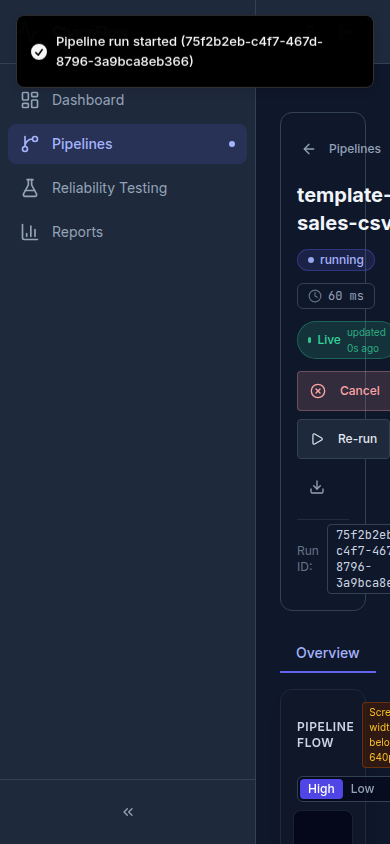 Pipeline run started (75f2b2eb-c4f7-467d-
8796-3a9bca8eb366)
Dashboard
Pipelines
Reliability Testing
Reports
Pipelines
template-
sales-csv
running
60 ms
Live
updated
0s ago
Cancel
Re-run
Run
ID:
75f2b2eb
c4f7-467
8796-
3a9bca8e
Overview
PIPELINE
FLOW
Scre
widt
belo
640p
High
Low